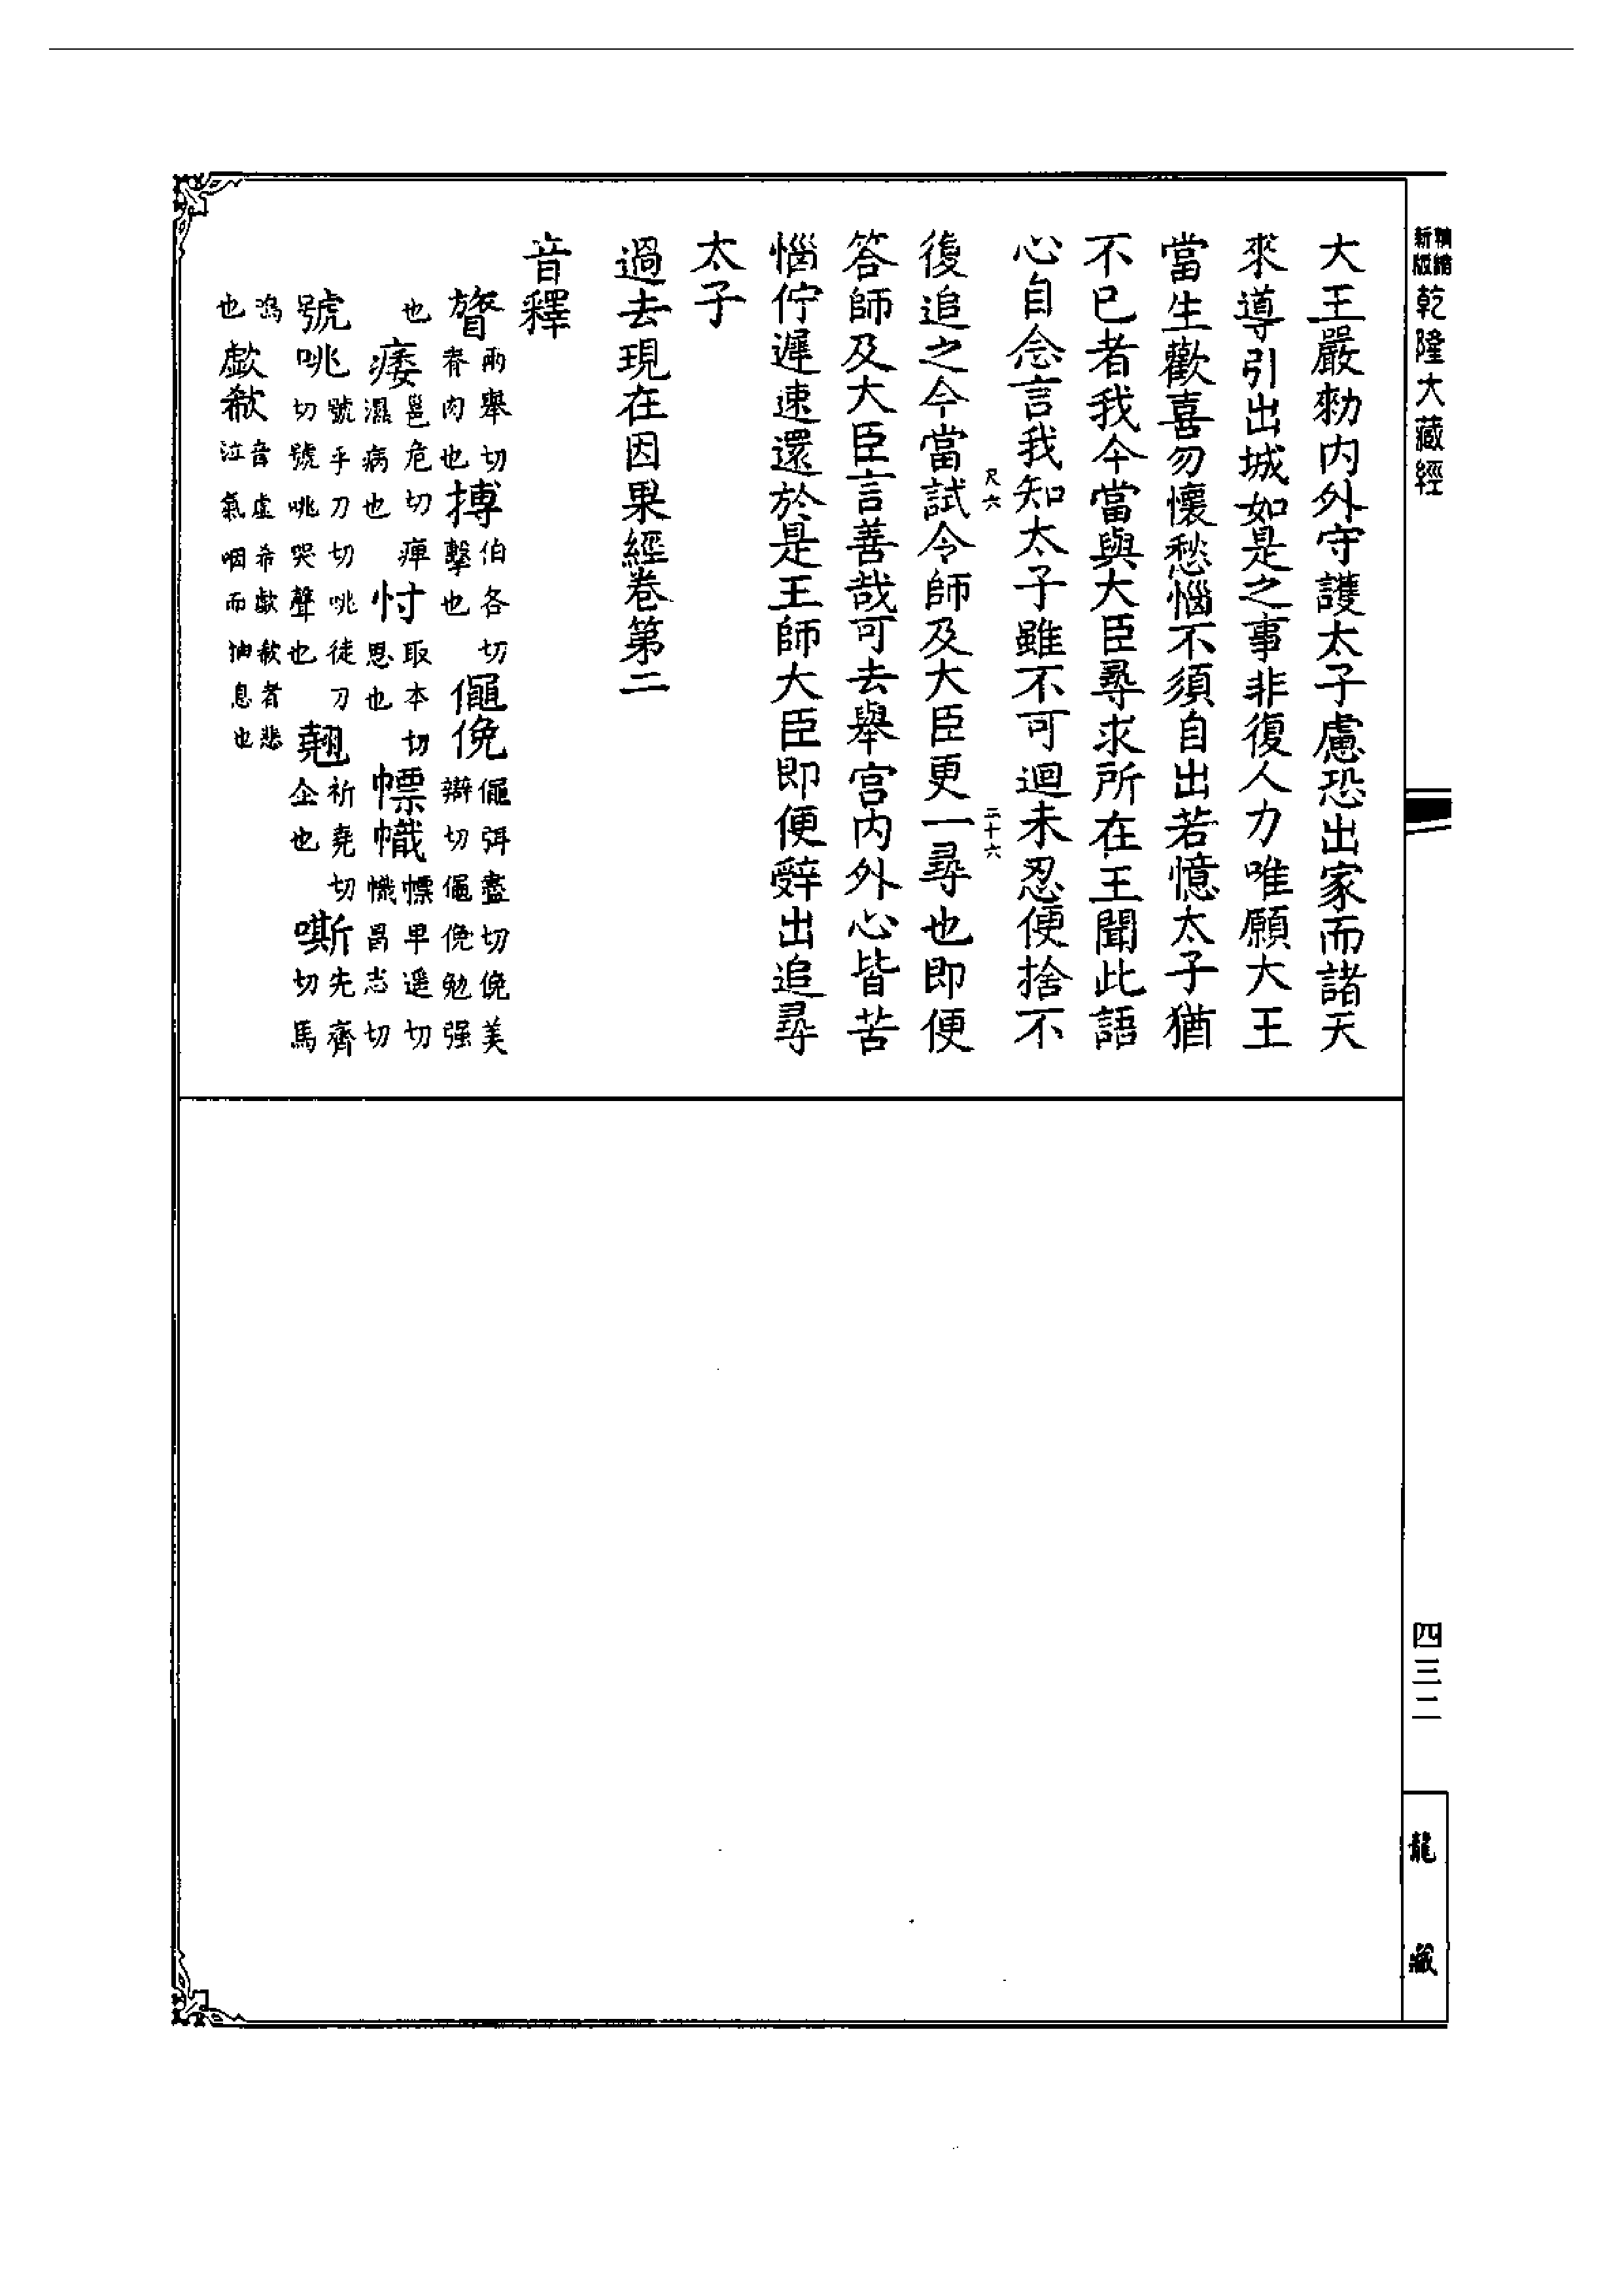 新版 精縮 乾隆大藏經
大王嚴勅內外守護太子慮恐出家而諸天
來導引出城如是之事非復人力唯願大王
當生歡喜勿懷愁惱不須自出若憶太子猶
不已者我今當與大臣尋求所在王聞此語
心自念言我知太子雖不可迴未忍便捨不
尺六 二十六
復追之今當試令師及大臣更一尋也即便
答師及大臣言善哉可去舉宮內外心皆苦
惱佇遲速還於是王師大臣即便辭出追尋
太子
過去現在因果經卷第二
音釋
膂 兩舉切脊肉也 搏 伯各切擊也 僶俛 僶弭盡切俛美辯切僶俛勉强
也 痿 邕危切痹濕病也 忖 取本切思也 幖幟 幖卑遥切幟昌志切
號咷 號乎刀切咷徒刀切號咷哭聲也 翹 祈堯切企也 嘶 先齊切馬
鳴也 歔欷 音虛希歔欷者悲泣氣咽而抽息也
四三二
龍藏